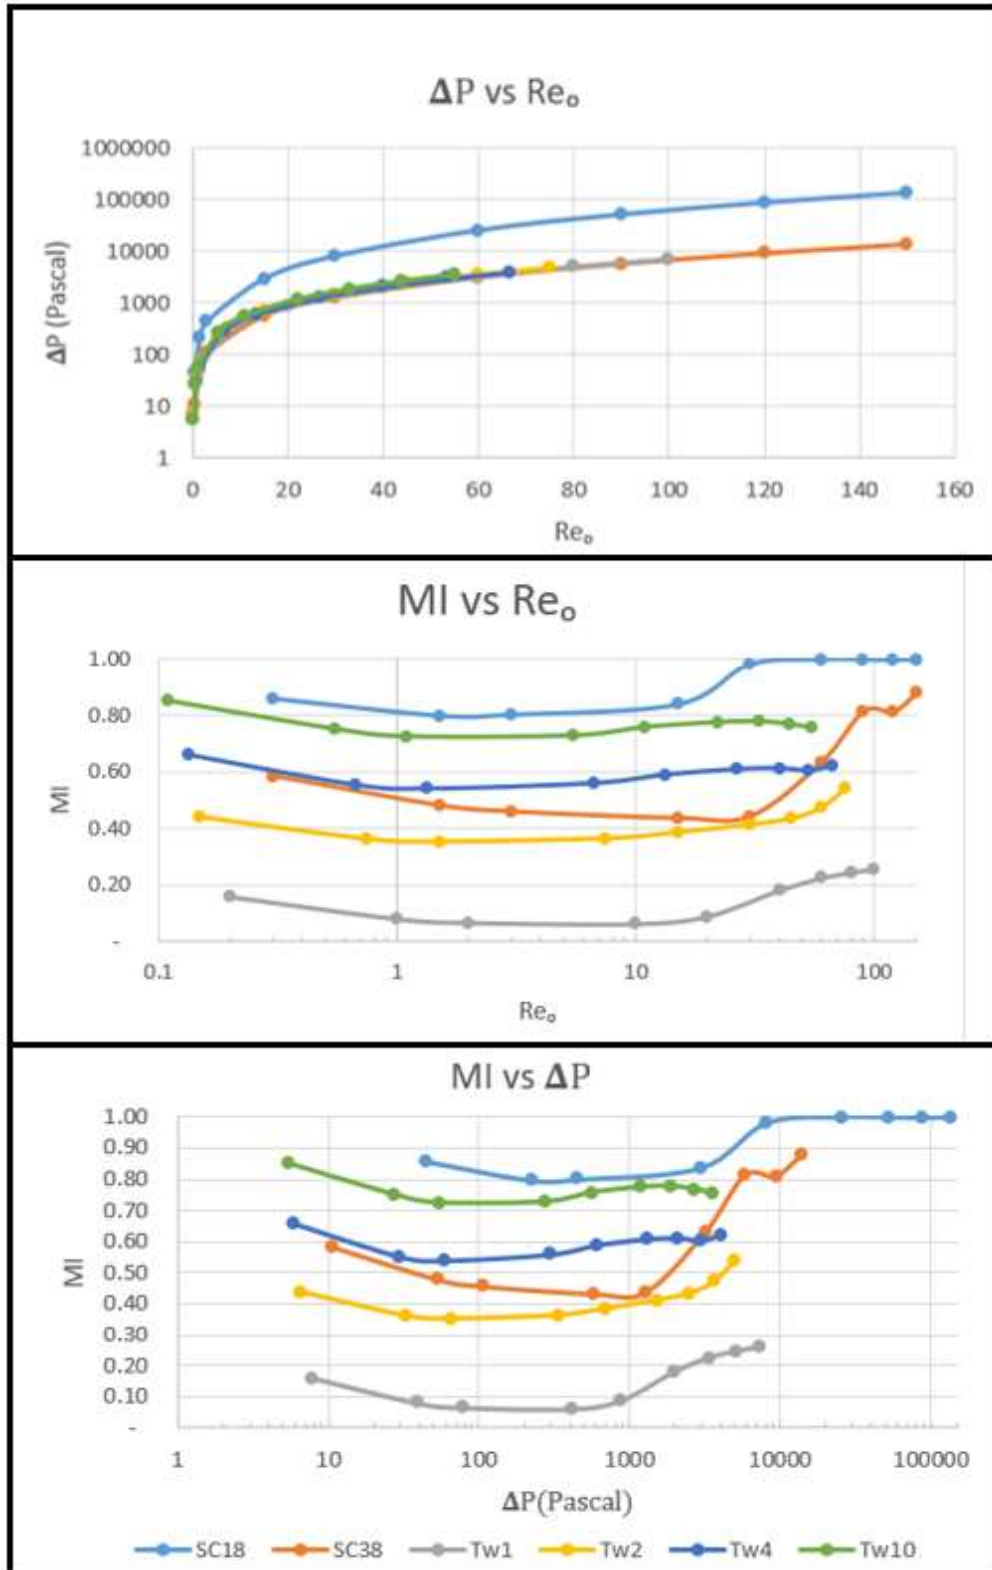 ΔP vs Reₒ
1000000
100000
10000
1000
100
10
1
ΔP (Pascal)
0 20 40 60 80 100 120 140 160
Reₒ
MI vs Reₒ
1.00
0.80
0.60
0.40
0.20
-
MI
0.1 1 10 100
Reₒ
MI vs ΔP
1.00
0.90
0.80
0.70
0.60
0.50
0.40
0.30
0.20
0.10
-
MI
1 10 100 1000 10000 100000
ΔP(Pascal)
SC18 SC38 Tw1 Tw2 Tw4 Tw10